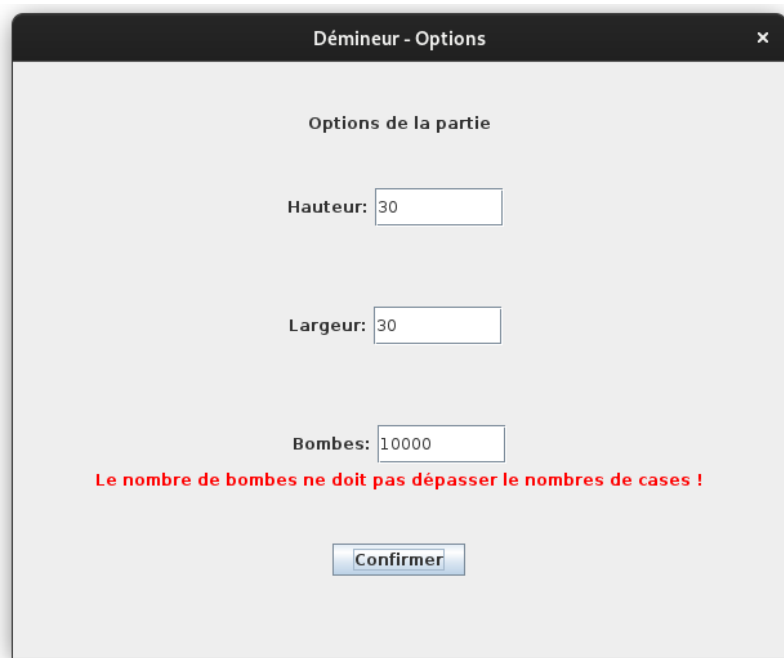 Démineur - Options ×
Options de la partie
Hauteur: 30
Largeur: 30
Bombes: 10000
Le nombre de bombes ne doit pas dépasser le nombres de cases !
Confirmer